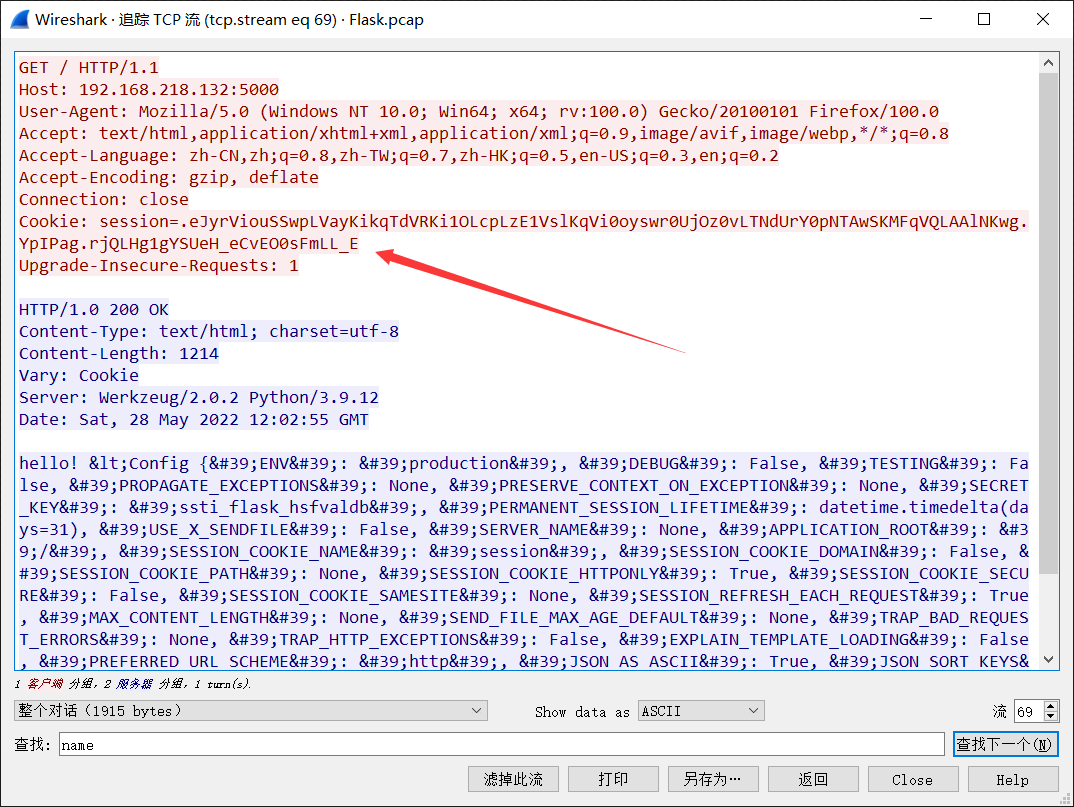 Wireshark · 追踪 TCP 流 (tcp.stream eq 69) · Flask.pcap
GET / HTTP/1.1
Host: 192.168.218.132:5000
User-Agent: Mozilla/5.0 (Windows NT 10.0; Win64; x64; rv:100.0) Gecko/20100101 Firefox/100.0
Accept: text/html,application/xhtml+xml,application/xml;q=0.9,image/avif,image/webp,*/*;q=0.8
Accept-Language: zh-CN,zh;q=0.8,zh-TW;q=0.7,zh-HK;q=0.5,en-US;q=0.3,en;q=0.2
Accept-Encoding: gzip, deflate
Connection: close
Cookie: session=.eJyrViouSSwpLVayKikqTdVRKi1OLcpLzE1VslKqVi0oyswr0UjOz0vLTNdUrY0pNTAwSKMFqVQLAAlNKwg.
YpIPag.rjQLHg1gYSUeH_eCvEO0sFmLL_E
Upgrade-Insecure-Requests: 1
HTTP/1.0 200 OK
Content-Type: text/html; charset=utf-8
Content-Length: 1214
Vary: Cookie
Server: Werkzeug/2.0.2 Python/3.9.12
Date: Sat, 28 May 2022 12:02:55 GMT
hello! &lt;Config {&#39;ENV&#39;: &#39;production&#39;, &#39;DEBUG&#39;: False, &#39;TESTING&#39;: Fa
lse, &#39;PROPAGATE_EXCEPTIONS&#39;: None, &#39;PRESERVE_CONTEXT_ON_EXCEPTION&#39;: None, &#39;SECRET
_KEY&#39;: &#39;ssti_flask_hsfvaldb&#39;, &#39;PERMANENT_SESSION_LIFETIME&#39;: datetime.timedelta(da
ys=31), &#39;USE_X_SENDFILE&#39;: False, &#39;SERVER_NAME&#39;: None, &#39;APPLICATION_ROOT&#39;: &#3
9;/&#39;, &#39;SESSION_COOKIE_NAME&#39;: &#39;session&#39;, &#39;SESSION_COOKIE_DOMAIN&#39;: False, &
#39;SESSION_COOKIE_PATH&#39;: None, &#39;SESSION_COOKIE_HTTPONLY&#39;: True, &#39;SESSION_COOKIE_SECU
RE&#39;: False, &#39;SESSION_COOKIE_SAMESITE&#39;: None, &#39;SESSION_REFRESH_EACH_REQUEST&#39;: True
, &#39;MAX_CONTENT_LENGTH&#39;: None, &#39;SEND_FILE_MAX_AGE_DEFAULT&#39;: None, &#39;TRAP_BAD_REQUES
T_ERRORS&#39;: None, &#39;TRAP_HTTP_EXCEPTIONS&#39;: False, &#39;EXPLAIN_TEMPLATE_LOADING&#39;: False
, &#39;PREFERRED_URL_SCHEME&#39;: &#39;http&#39;, &#39;JSON_AS_ASCII&#39;: True, &#39;JSON_SORT_KEYS&
1 客户端 分组, 2 服务器 分组, 1 turn(s).
整个对话 (1915 bytes)
Show data as ASCII
流 69
查找: name
查找下一个(N)
滤掉此流 打印 另存为… 返回 Close Help